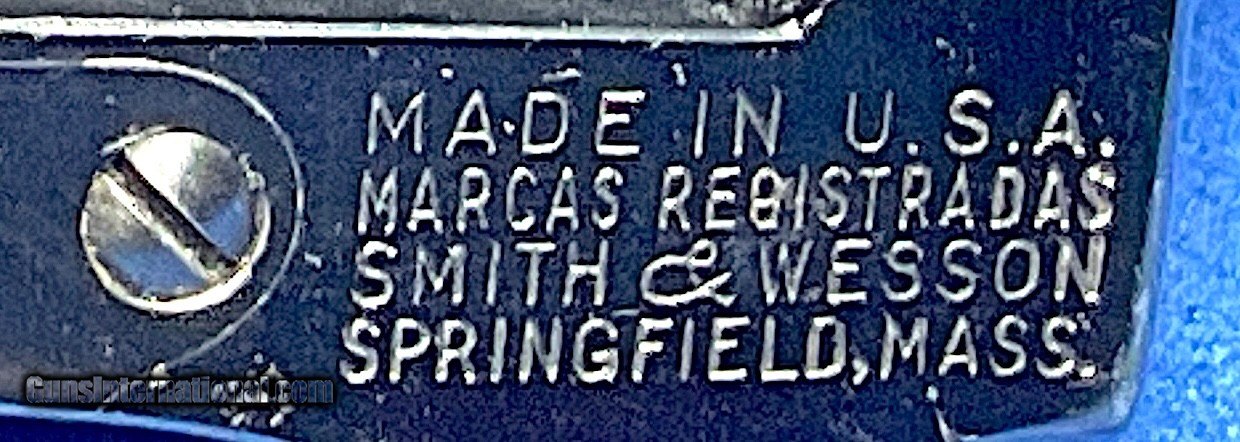 MADE IN U.S.A.
MARCAS REGISTRADAS
SMITH & WESSON
SPRINGFIELD, MASS.
GunsInternational.com